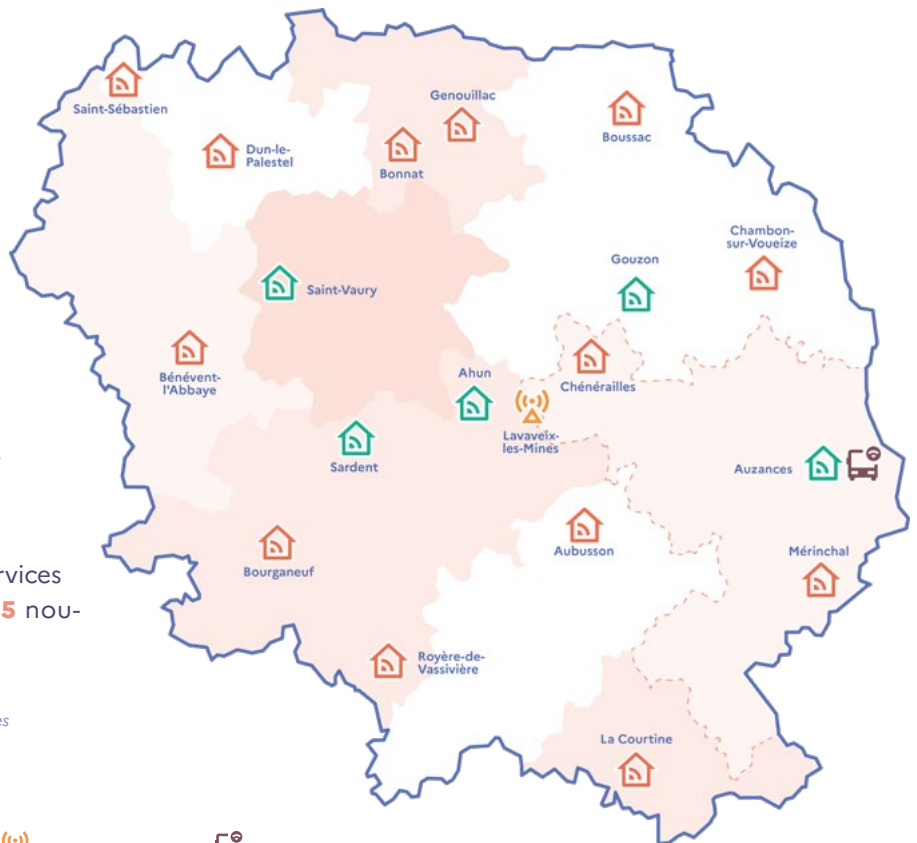 Saint-Sébastien
Genouillac
Boussac
Dun-le-
Palestel
Bonnat
Chambon-
sur-Voueize
Gouzon
Saint-Vaury
Bénévent-
l'Abbaye
Ahun
Chénérailles
Lavaveix-
les-Mines
Sardent
Auzances
Aubusson
Mérinchal
Bourganeuf
rvices
5 nou-
Royère-de-
Vassivière
es
La Courtine